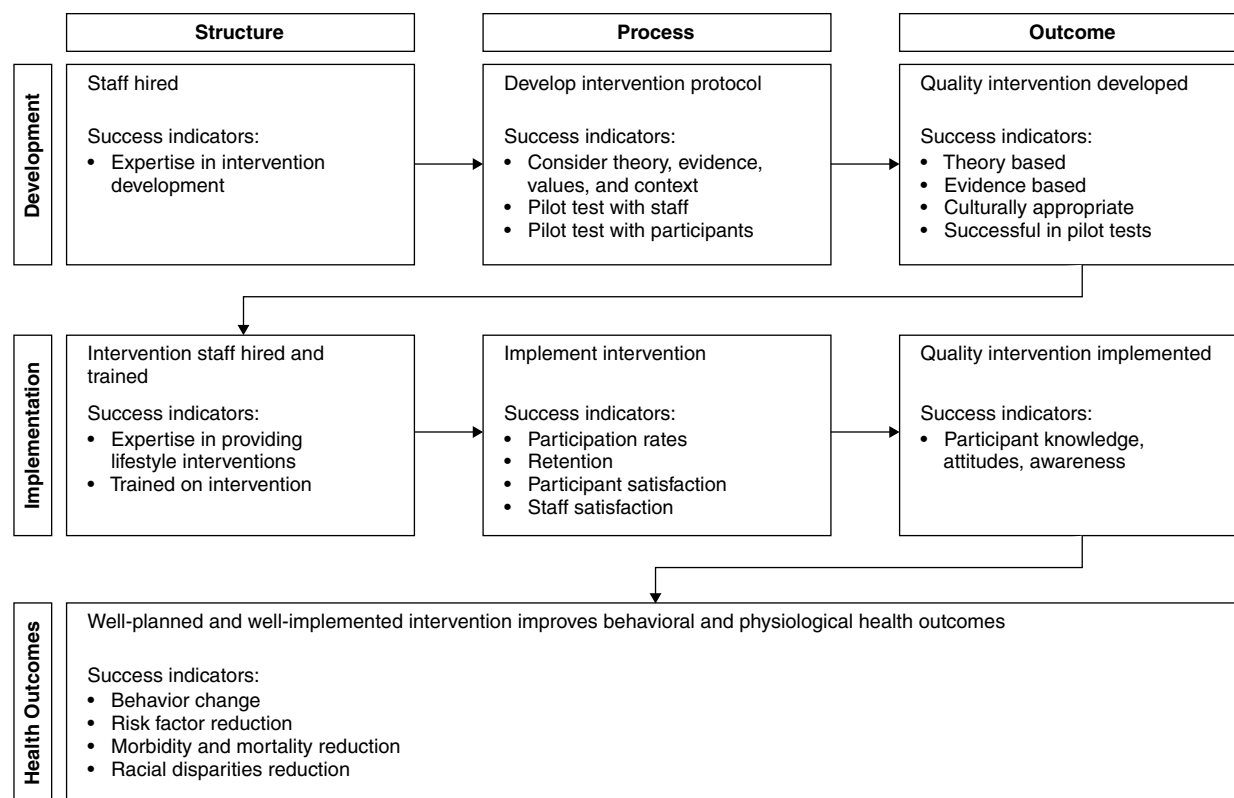 Structure
Process
Outcome
Development
Staff hired
Success indicators:
• Expertise in intervention
development
Develop intervention protocol
Success indicators:
• Consider theory, evidence,
values, and context
• Pilot test with staff
• Pilot test with participants
Quality intervention developed
Success indicators:
• Theory based
• Evidence based
• Culturally appropriate
• Successful in pilot tests
Implementation
Intervention staff hired and
trained
Success indicators:
• Expertise in providing
lifestyle interventions
• Trained on intervention
Implement intervention
Success indicators:
• Participation rates
• Retention
• Participant satisfaction
• Staff satisfaction
Quality intervention implemented
Success indicators:
• Participant knowledge,
attitudes, awareness
Health Outcomes
Well-planned and well-implemented intervention improves behavioral and physiological health outcomes
Success indicators:
• Behavior change
• Risk factor reduction
• Morbidity and mortality reduction
• Racial disparities reduction